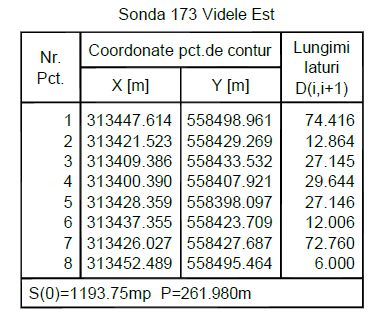 Sonda 173 Videle Est
Nr. Pct. Coordonate pct.de contur Lungimi laturi D(i,i+1)
X [m] Y [m]
1 313447.614 558498.961 74.416
2 313421.523 558429.269 12.864
3 313409.386 558433.532 27.145
4 313400.390 558407.921 29.644
5 313428.359 558398.097 27.146
6 313437.355 558423.709 12.006
7 313426.027 558427.687 72.760
8 313452.489 558495.464 6.000
S(0)=1193.75mp P=261.980m